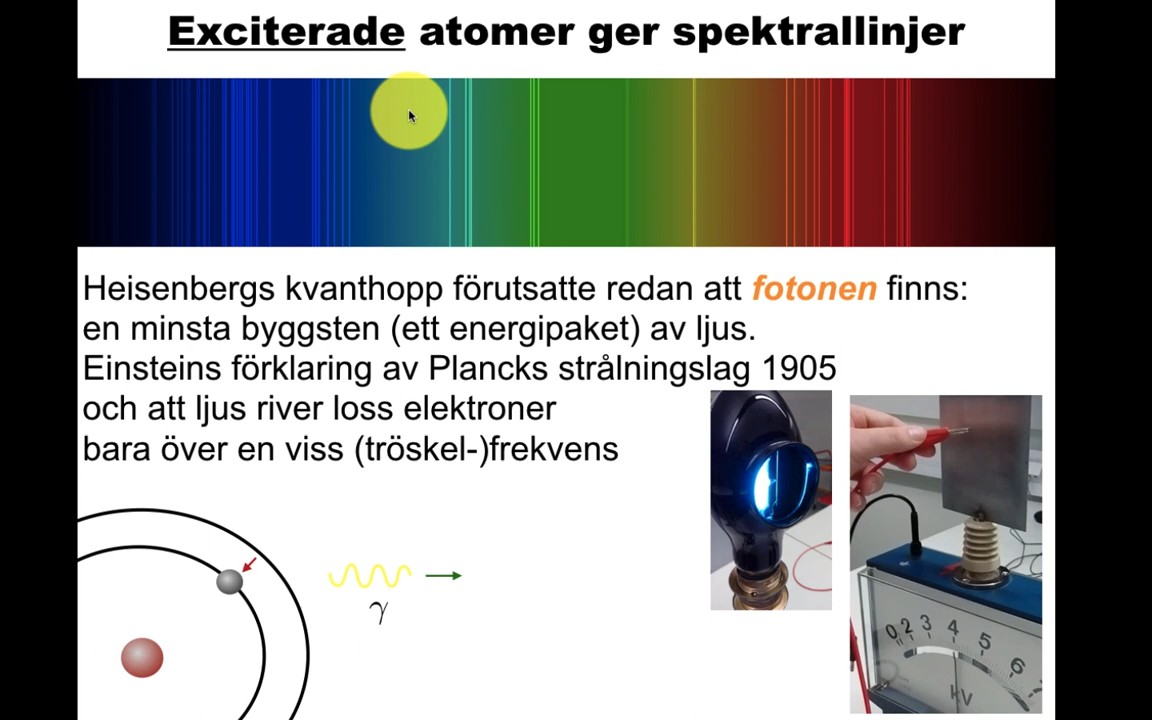 Exciterade atomer ger spektrallinjer
Heisenbergs kvanthopp förutsatte redan att fotonen finns:
en minsta byggsten (ett energipaket) av ljus.
Einsteins förklaring av Plancks strålningslag 1905
och att ljus river loss elektroner
bara över en viss (tröskel-)frekvens
γ
0 2 3 4 5 6
kV